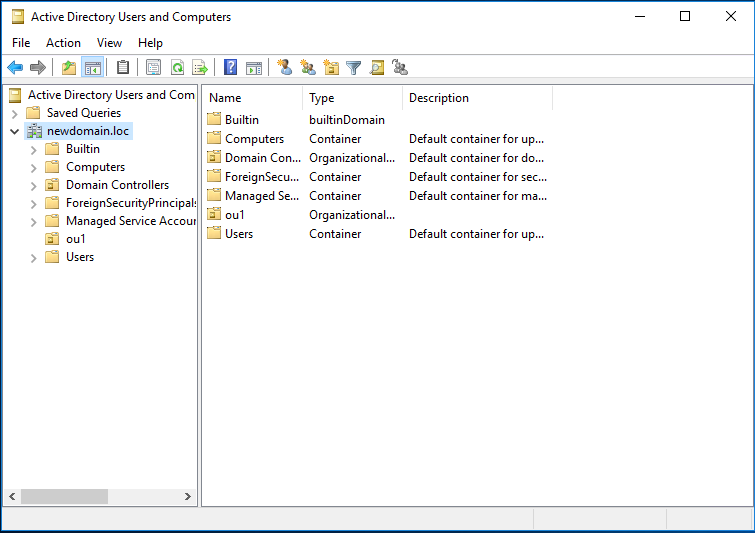 Active Directory Users and Computers
File Action View Help
Active Directory Users and Com
Saved Queries
newdomain.loc
Builtin
Computers
Domain Controllers
ForeignSecurityPrincipals
Managed Service Accour
ou1
Users
Name Type Description
Builtin builtinDomain
Computers Container Default container for up...
Domain Con... Organizational...  Default container for do...
ForeignSecu... Container Default container for sec...
Managed Se... Container Default container for ma...
ou1 Organizational...
Users Container Default container for up...